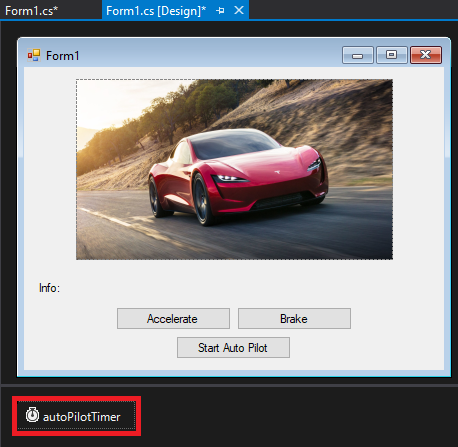 Form1.cs* Form1.cs [Design]*
Form1
Info:
Accelerate Brake
Start Auto Pilot
autoPilotTimer